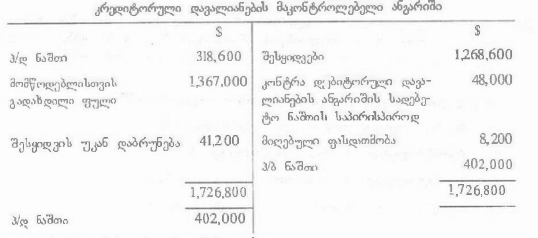 კრედიტორული დავალიანების მაკონტროლებელი ანგარიში
$ $
პ/დ ნაშთი 318,600 შესყიდვები 1,268,600
მომწოდებლისთვის 1,367,000 კონტრა დებიტორული დავა- 48,000
გადახდილი ფული ლიანების ანგარიშის სადებე-
ტო ნაშთის საპირისპიროდ
შესყიდვის უკან დაბრუნება 41,200 მიღებული ფასდათმობა 8,200
პ/ბ ნაშთი 402,000
1,726,800 1,726,800
პ/დ ნაშთი 402,000